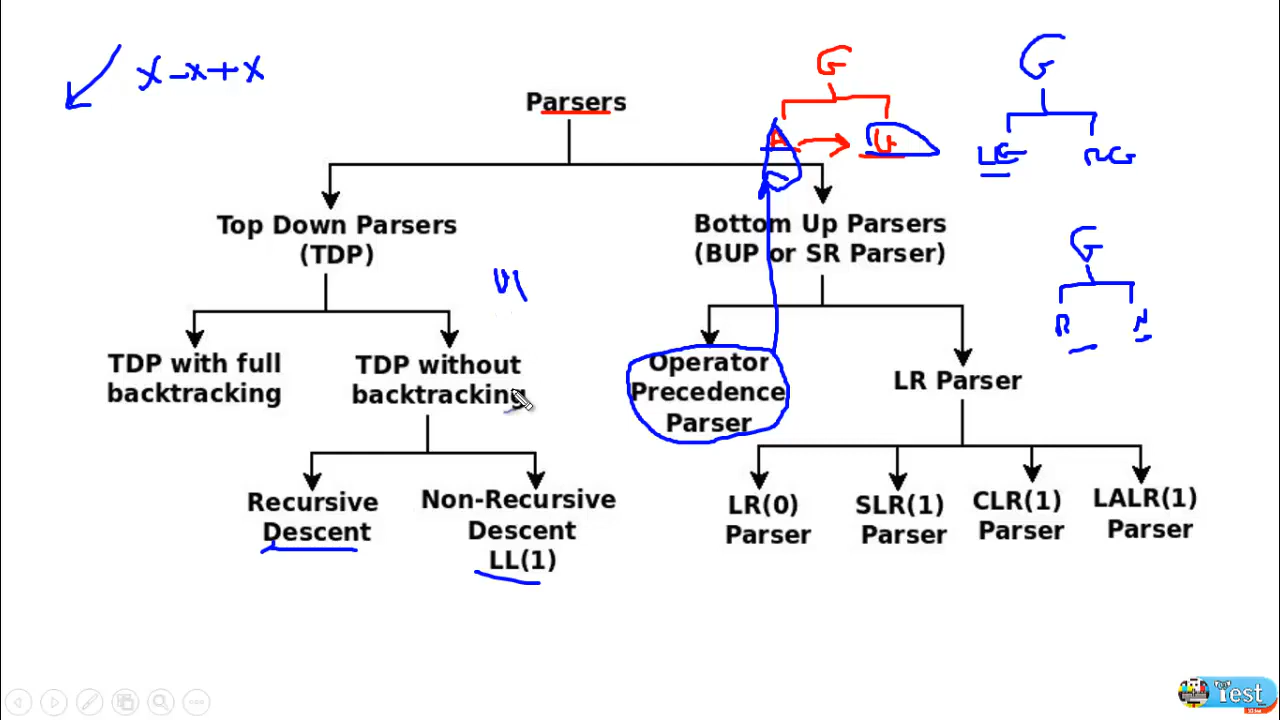 X -x+x
G
G
Parsers
A
U
LG
RG
Top Down Parsers
(TDP)
Bottom Up Parsers
(BUP or SR Parser)
G
R
N
TDP with full
backtracking
TDP without
backtracking
Operator
Precedence
Parser
LR Parser
Recursive
Descent
Non-Recursive
Descent
LL(1)
LR(0)
Parser
SLR(1)
Parser
CLR(1)
Parser
LALR(1)
Parser
Test